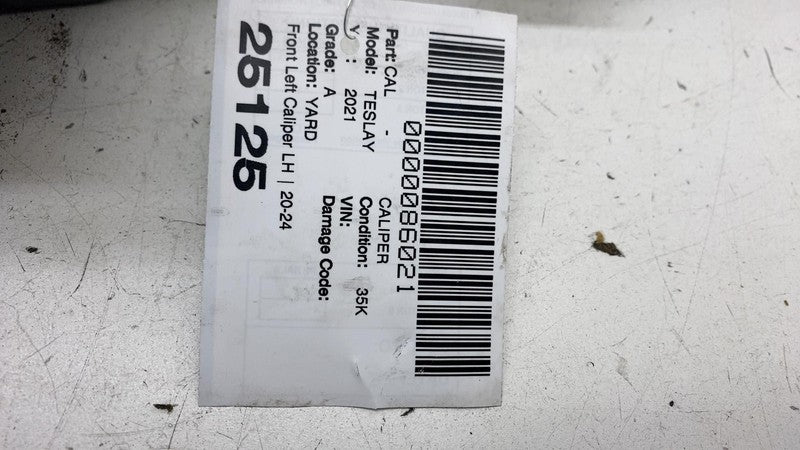 0000086021
Part: CAL - CALIPER
Model: TESLAY Condition: 35K
Y : 2021 VIN:
Grade: A Damage Code:
Location: YARD
Front Left Caliper LH | 20-24
25125